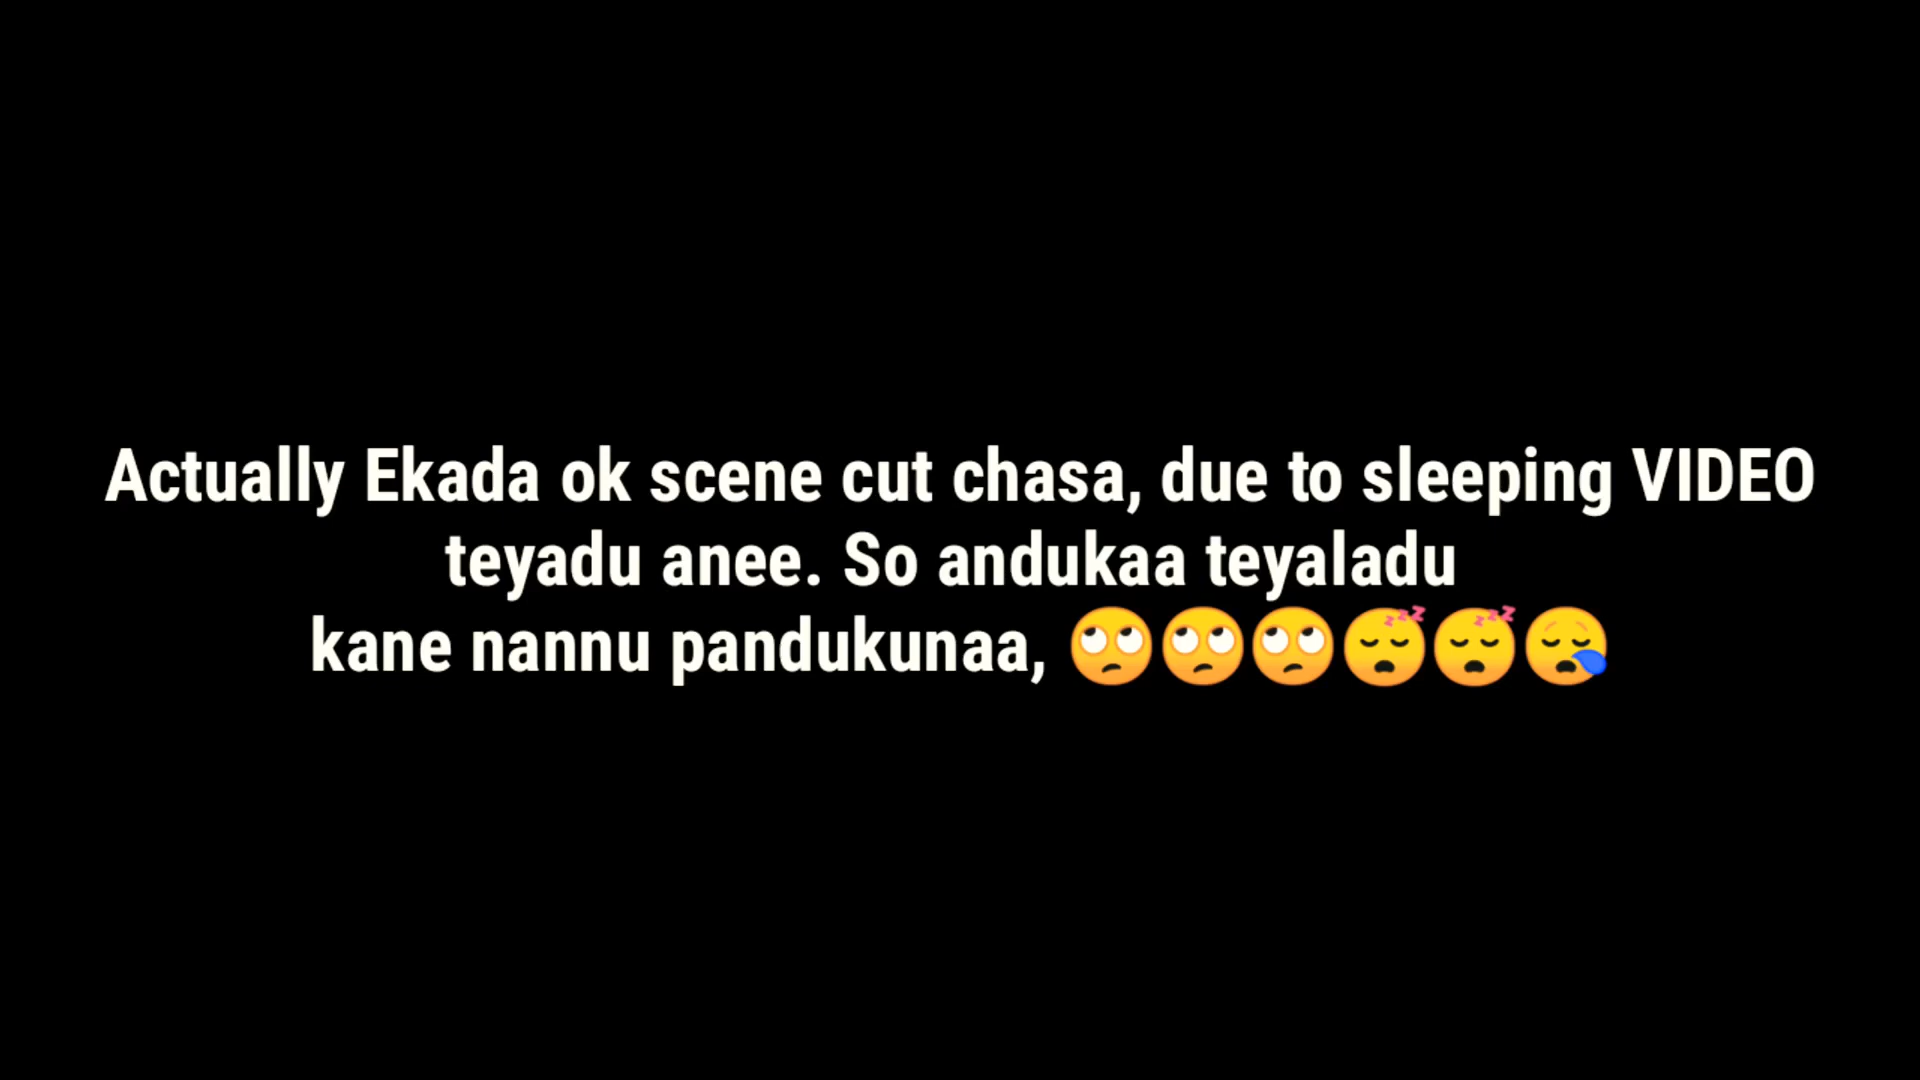 Actually Ekada ok scene cut chasa, due to sleeping VIDEO
teyadu anee. So andukaa teyaladu
kane nannu pandukunaa, 🙄🙄🙄😴😴😪